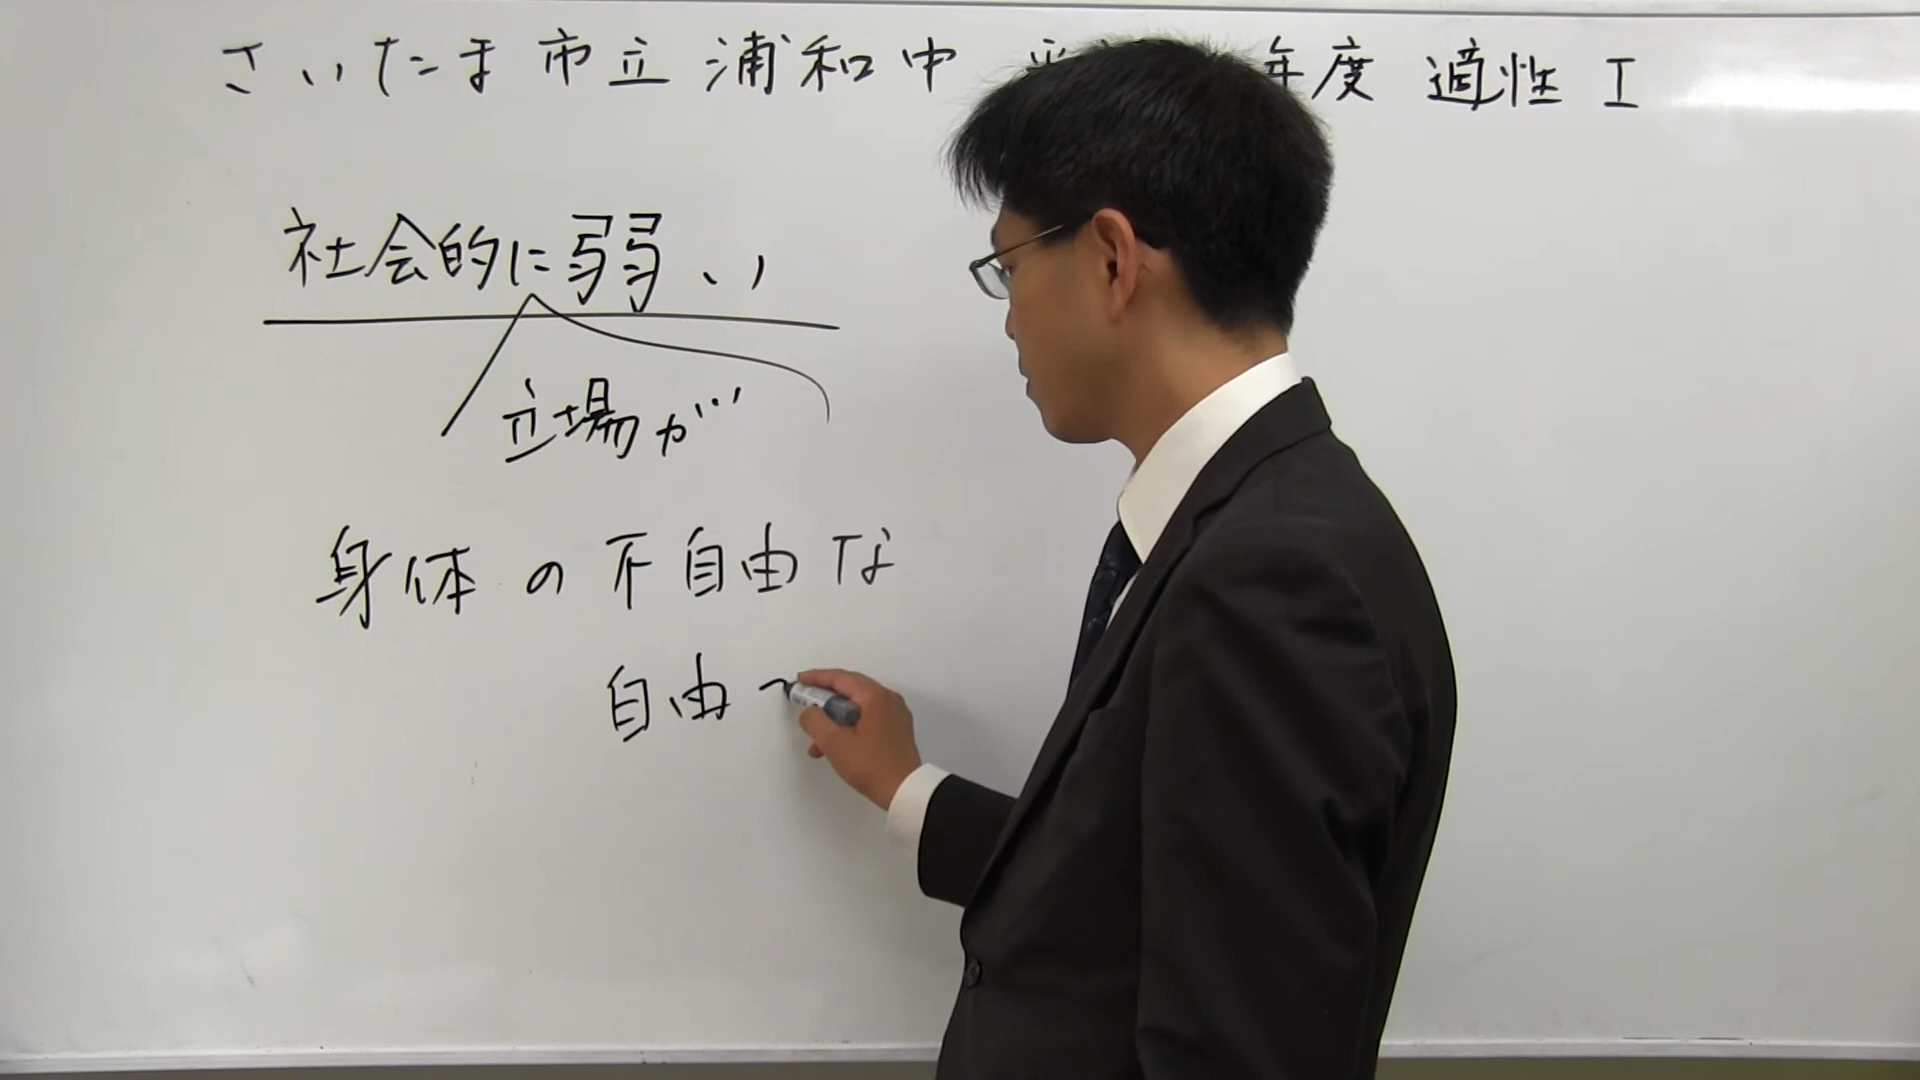 さいたま市立浦和中 年度 適性 I
社会的に弱い
立場が…
身体の不自由な
自由